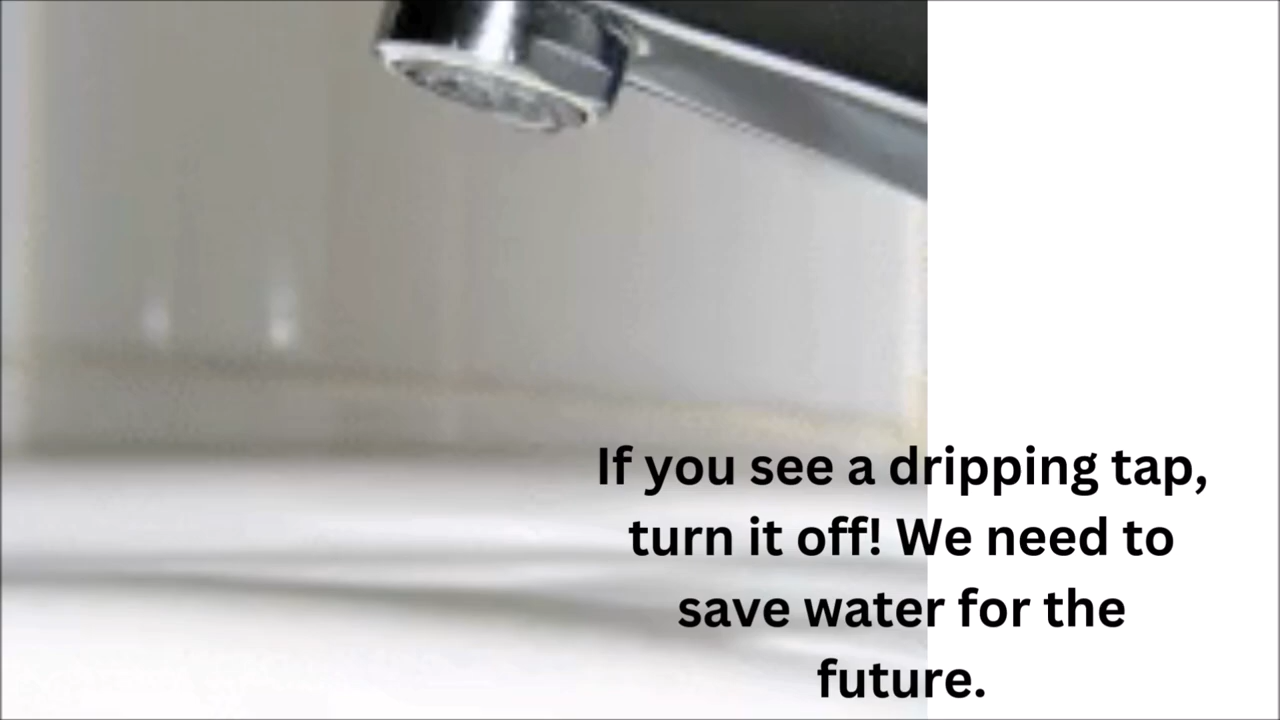 If you see a dripping tap,
turn it off! We need to
save water for the
future.